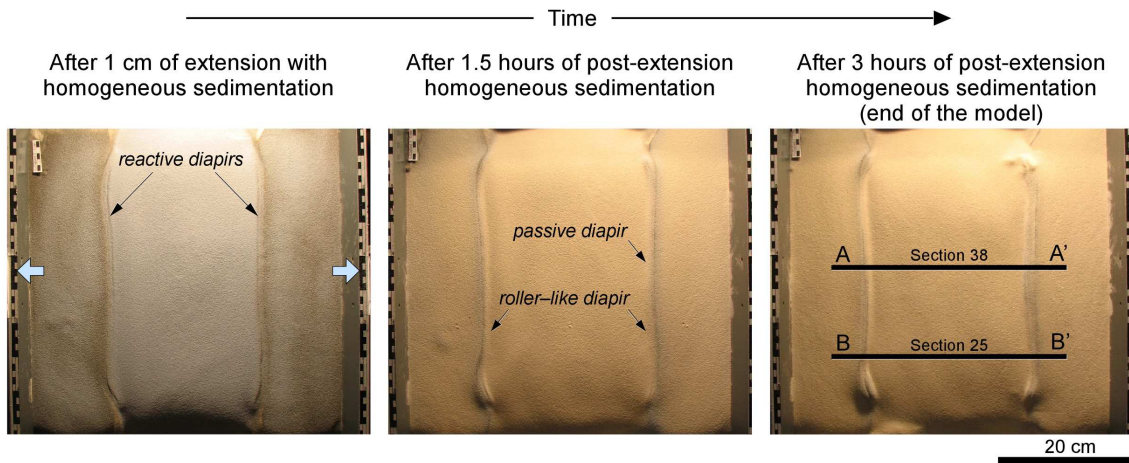 Time
After 1 cm of extension with
homogeneous sedimentation
After 1.5 hours of post-extension
homogeneous sedimentation
After 3 hours of post-extension
homogeneous sedimentation
(end of the model)
reactive diapirs
passive diapir
roller–like diapir
A
Section 38
A'
B
Section 25
B'
20 cm